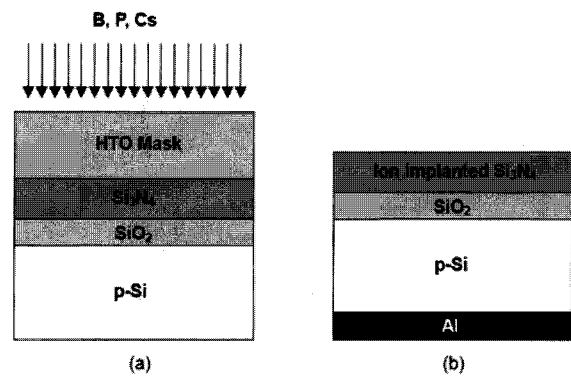 B, P, Cs
HTO Mask
Si₃N₄
SiO₂
p-Si
(a)
Ion implanted Si₃N₄
SiO₂
p-Si
Al
(b)